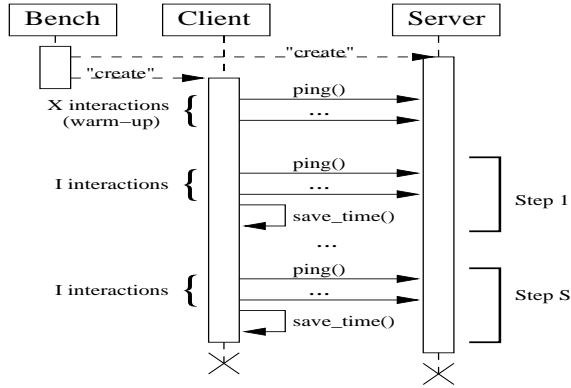 Bench Client Server
"create"
"create"
X interactions
(warm-up)
{
ping()
...
I interactions
{
ping()
...
save_time()
Step 1
...
I interactions
{
ping()
...
save_time()
Step S